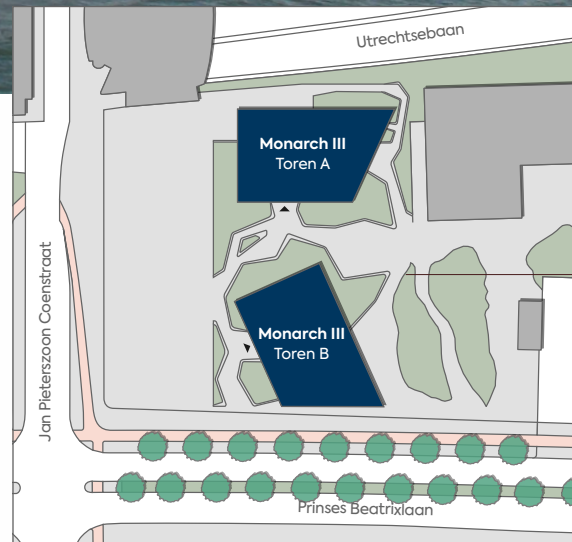 Utrechtsebaan
Monarch III
Toren A
Jan Pieterszoon Coenstraat
Monarch III
Toren B
Prinses Beatrixlaan